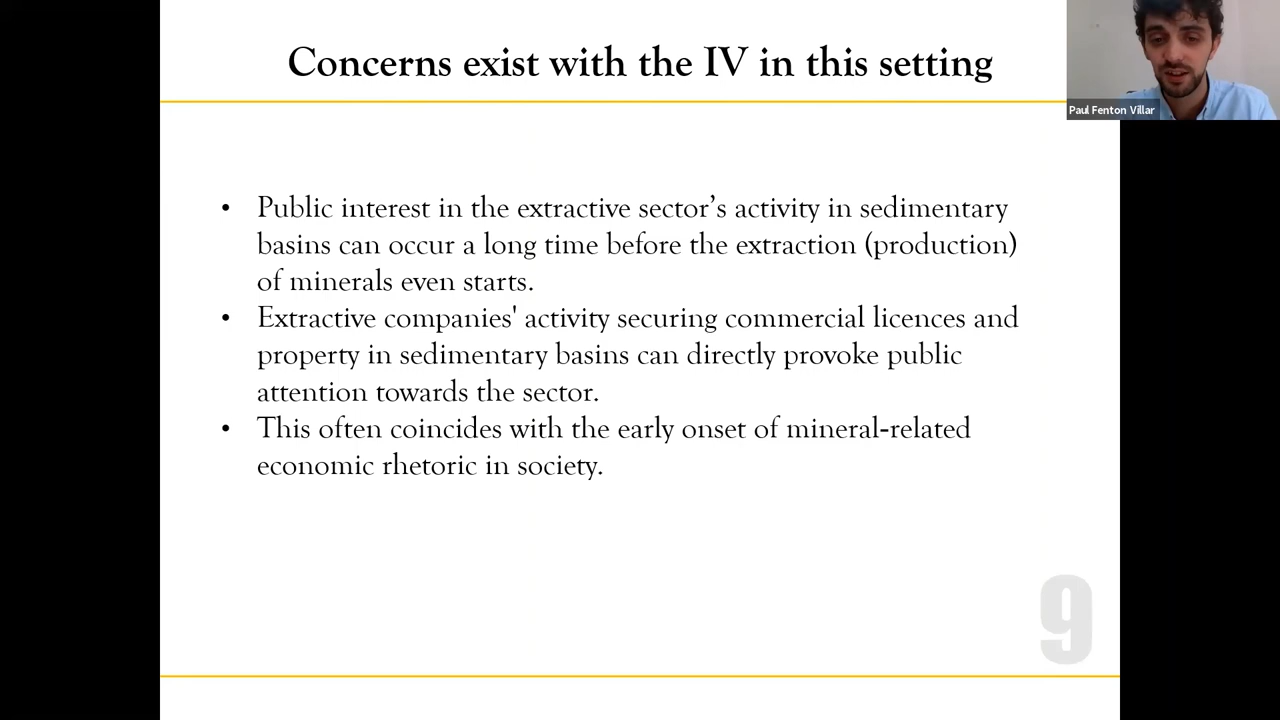 Concerns exist with the IV in this setting
Paul Fenton Villar
• Public interest in the extractive sector’s activity in sedimentary
basins can occur a long time before the extraction (production)
of minerals even starts.
• Extractive companies' activity securing commercial licences and
property in sedimentary basins can directly provoke public
attention towards the sector.
• This often coincides with the early onset of mineral-related
economic rhetoric in society.
9